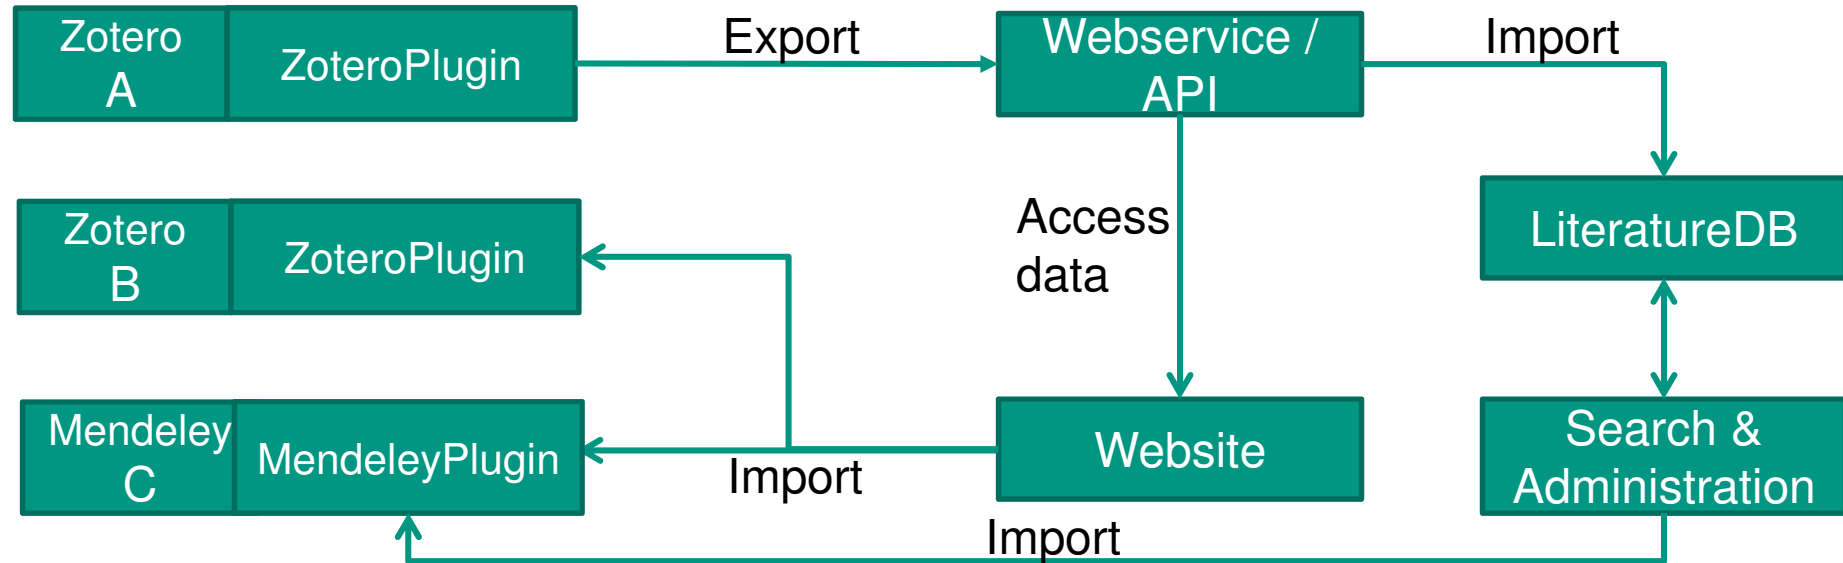 Zotero
A
ZoteroPlugin
Export
Webservice /
API
Import
Zotero
B
ZoteroPlugin
Access
data
LiteratureDB
Mendeley
C
MendeleyPlugin
Import
Website
Search &
Administration
Import